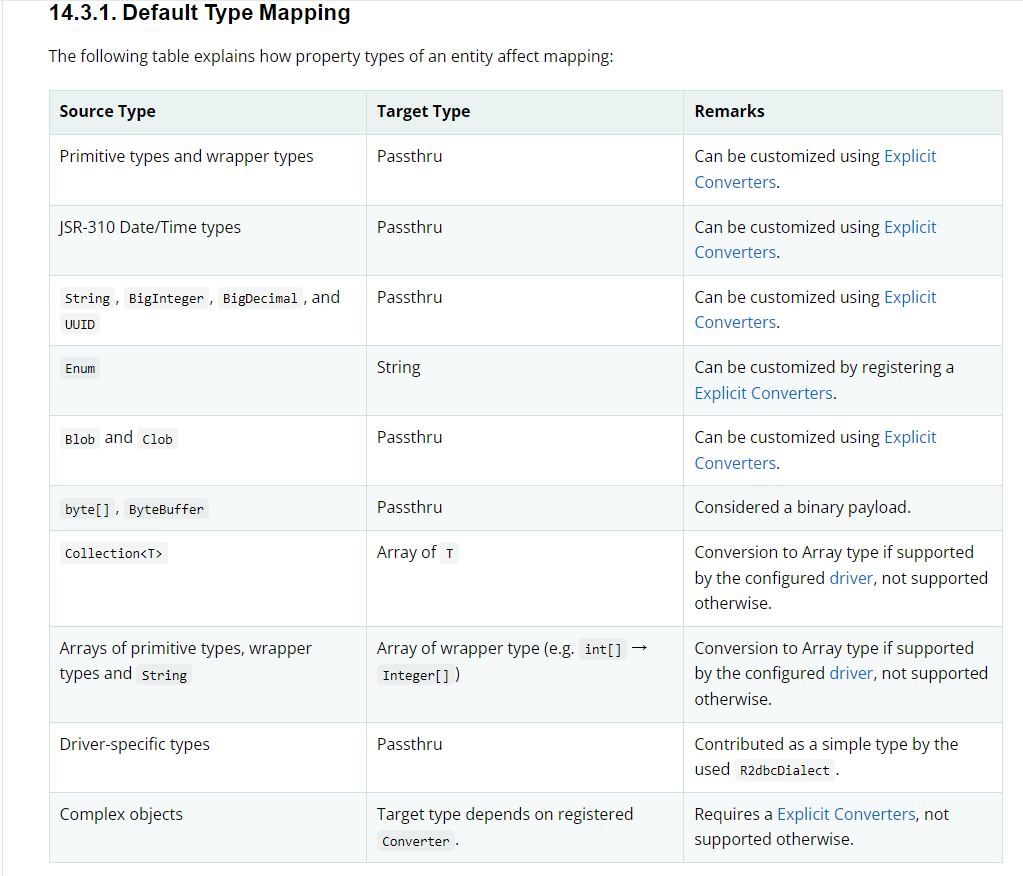 14.3.1. Default Type Mapping
The following table explains how property types of an entity affect mapping:
Source Type Target Type Remarks
Primitive types and wrapper types Passthru Can be customized using Explicit
Converters.
JSR-310 Date/Time types Passthru Can be customized using Explicit
Converters.
String , BigInteger , BigDecimal , and Passthru Can be customized using Explicit
UUID Converters.
Enum String Can be customized by registering a
Explicit Converters.
Blob and Clob Passthru Can be customized using Explicit
Converters.
byte[] , ByteBuffer Passthru Considered a binary payload.
Collection<T> Array of T Conversion to Array type if supported
by the configured driver, not supported
otherwise.
Arrays of primitive types, wrapper Array of wrapper type (e.g. int[] → Conversion to Array type if supported
types and String Integer[] ) by the configured driver, not supported
otherwise.
Driver-specific types Passthru Contributed as a simple type by the
used R2dbcDialect .
Complex objects Target type depends on registered Requires a Explicit Converters, not
Converter . supported otherwise.